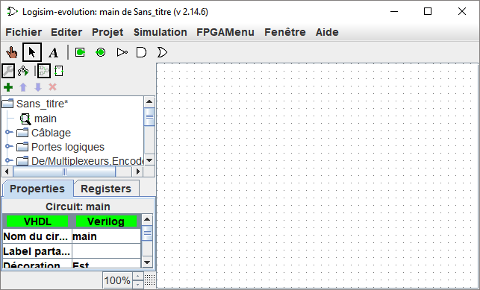 Logisim-evolution: main de Sans_titre (v 2.14.6)
Fichier Editer Projet Simulation FPGAMenu Fenêtre Aide
A
Sans_titre*
main
Câblage
Portes logiques
De/Multiplexeurs,Encode
Properties Registers
Circuit: main
VHDL Verilog
Nom du cir... main
Label parta...
Décoration Est
100%